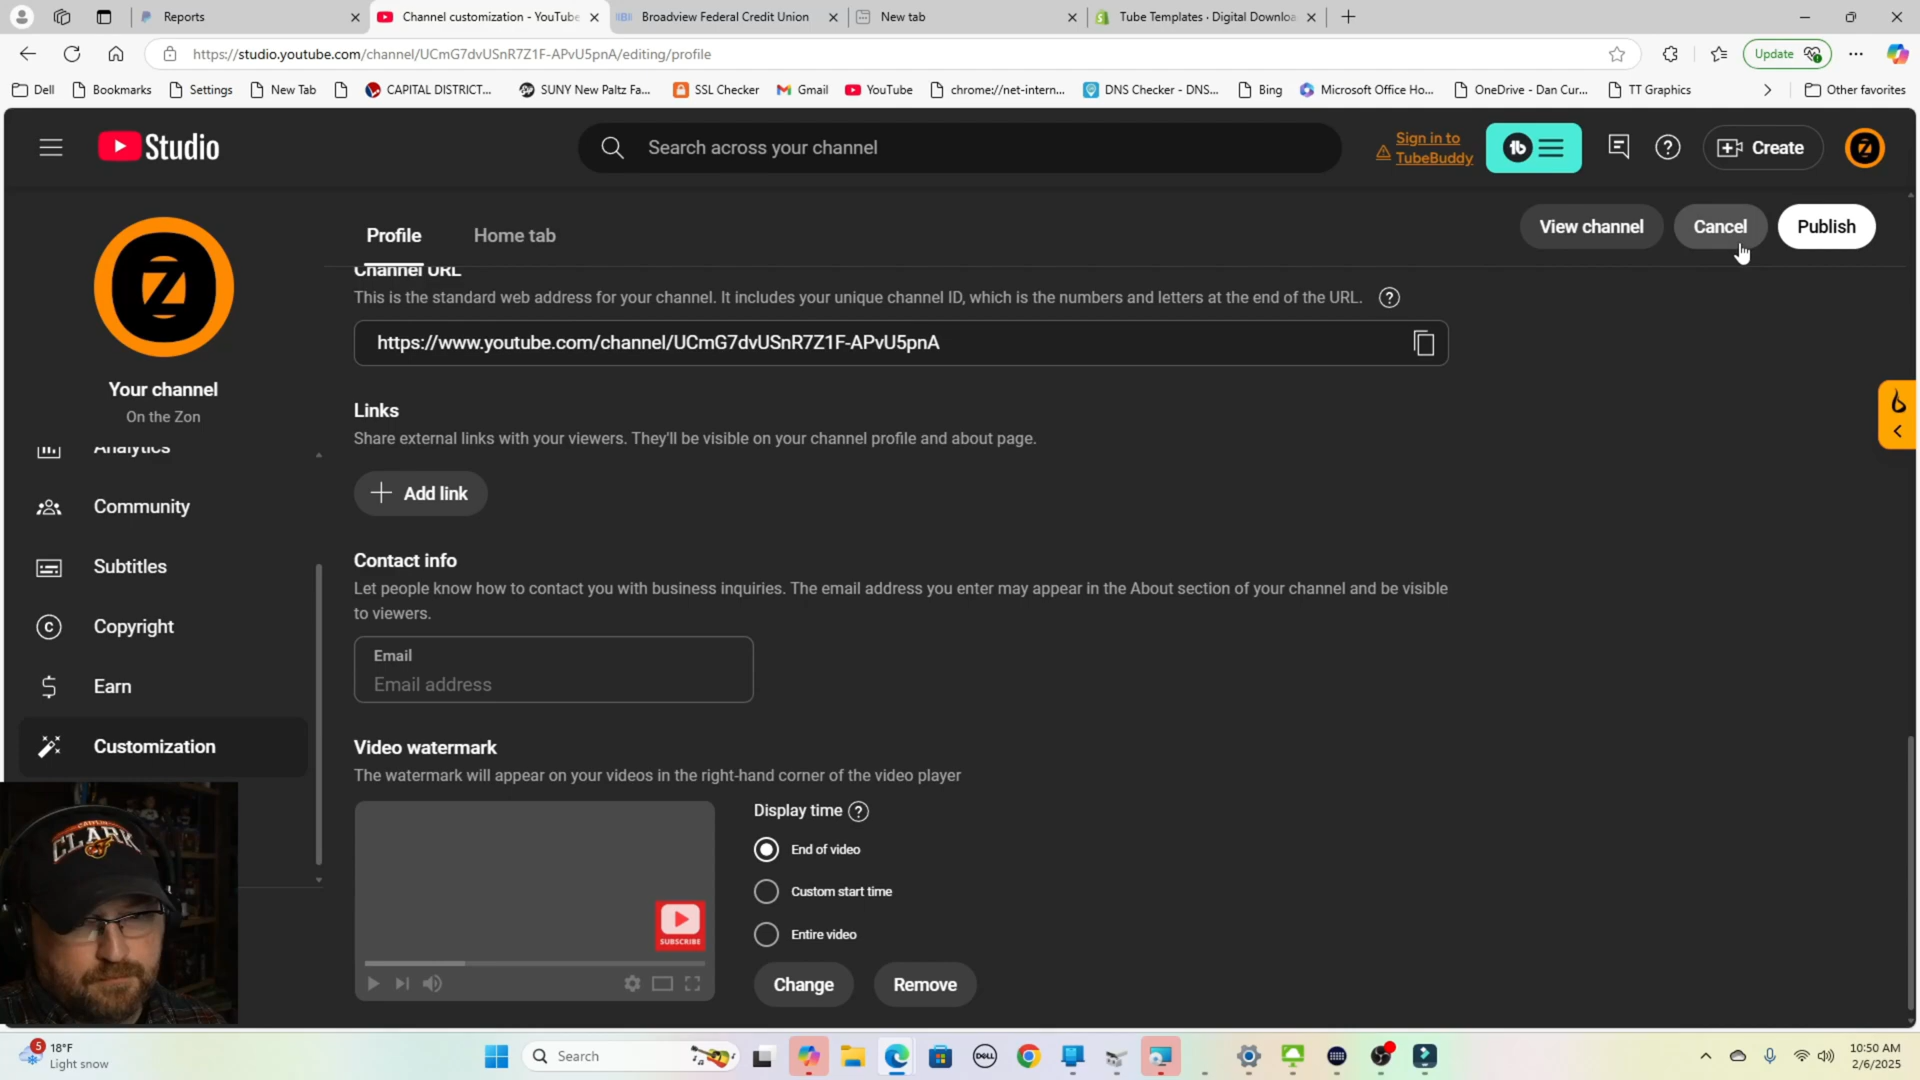 Reports
Channel customization - YouTube
Broadview Federal Credit Union
New tab
Tube Templates · Digital Downloa
https://studio.youtube.com/channel/UCmG7dvUSnR7Z1F-APvU5pnA/editing/profile
Update
Dell
Bookmarks
Settings
New Tab
CAPITAL DISTRICT...
SUNY New Paltz Fa...
SSL Checker
Gmail
YouTube
chrome://net-intern...
DNS Checker - DNS...
Bing
Microsoft Office Ho...
OneDrive - Dan Cur...
TT Graphics
Other favorites
Studio
Search across your channel
Sign in to
TubeBuddy
Create
Profile
Home tab
View channel
Cancel
Publish
Your channel
On the Zon
Analytics
Community
Subtitles
Copyright
Earn
Customization
Channel URL
This is the standard web address for your channel. It includes your unique channel ID, which is the numbers and letters at the end of the URL.
https://www.youtube.com/channel/UCmG7dvUSnR7Z1F-APvU5pnA
Links
Share external links with your viewers. They'll be visible on your channel profile and about page.
Add link
Contact info
Let people know how to contact you with business inquiries. The email address you enter may appear in the About section of your channel and be visible
to viewers.
Email
Email address
Video watermark
The watermark will appear on your videos in the right-hand corner of the video player
SUBSCRIBE
Display time
End of video
Custom start time
Entire video
Change
Remove
CLARK
5
18°F
Light snow
Search
DELL
10:50 AM
2/6/2025